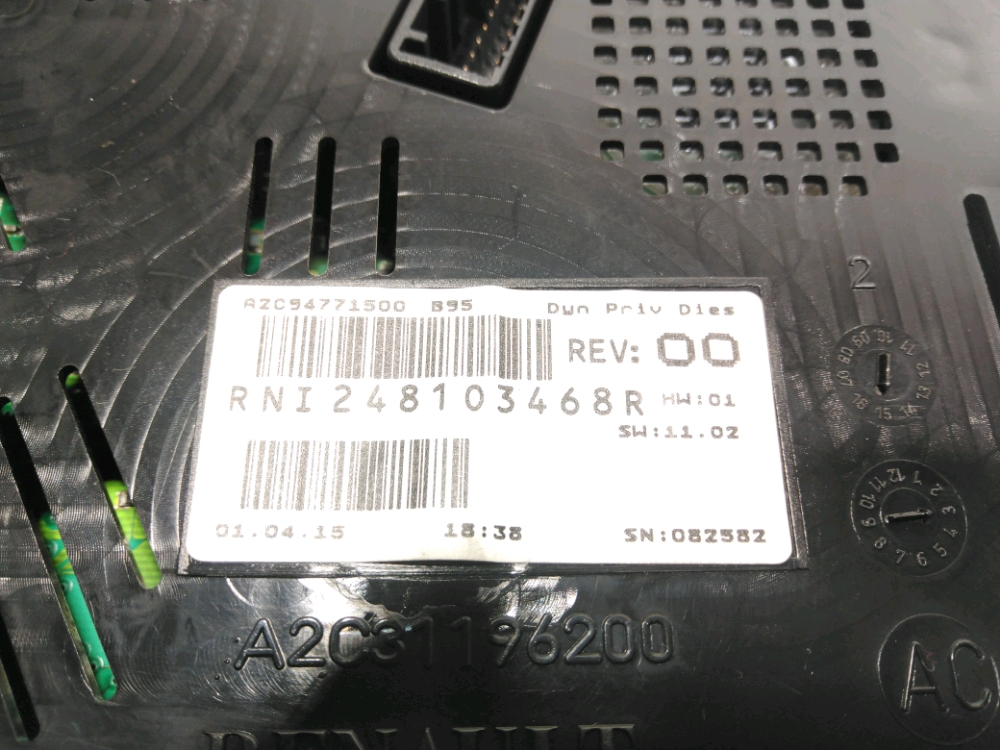 2
A2C94771500 B95 Dyn Priv Dies
REV: 00
RNI248103468R HW:01
SW:11.02
01.04.15 18:38 SN:082582
A2C31196200
AC
RENAULT